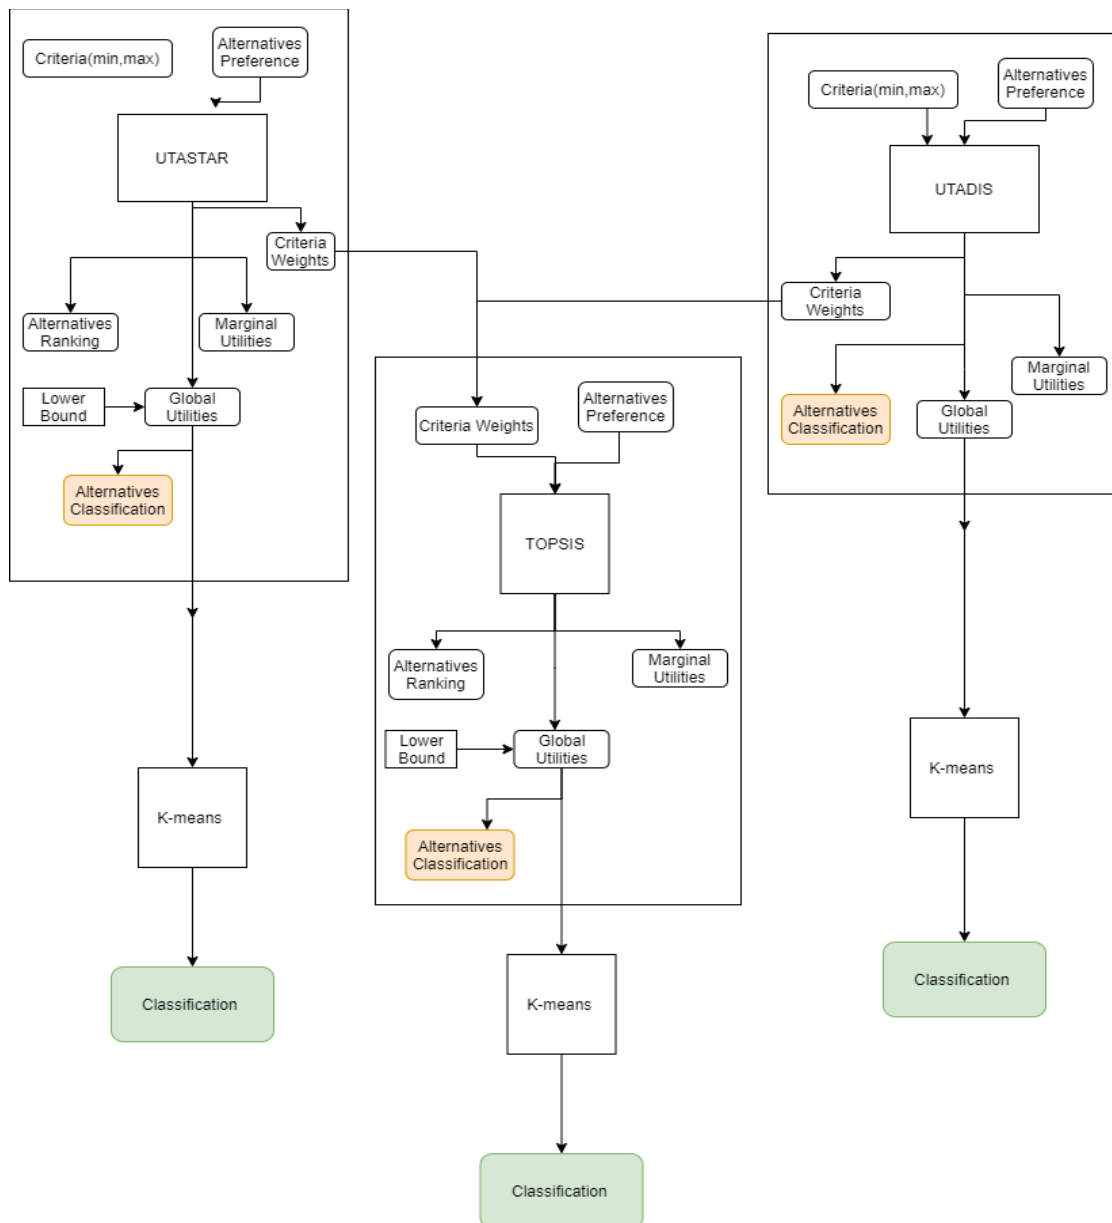 Criteria(min,max)
Alternatives
Preference
UTASTAR
Criteria
Weights
Alternatives
Ranking
Marginal
Utilities
Lower
Bound
Global
Utilities
Alternatives
Classification
K-means
Classification
Criteria Weights
Alternatives
Preference
TOPSIS
Alternatives
Ranking
Marginal
Utilities
Lower
Bound
Global
Utilities
Alternatives
Classification
K-means
Classification
Criteria(min,max)
Alternatives
Preference
UTADIS
Criteria
Weights
Marginal
Utilities
Alternatives
Classification
Global
Utilities
K-means
Classification